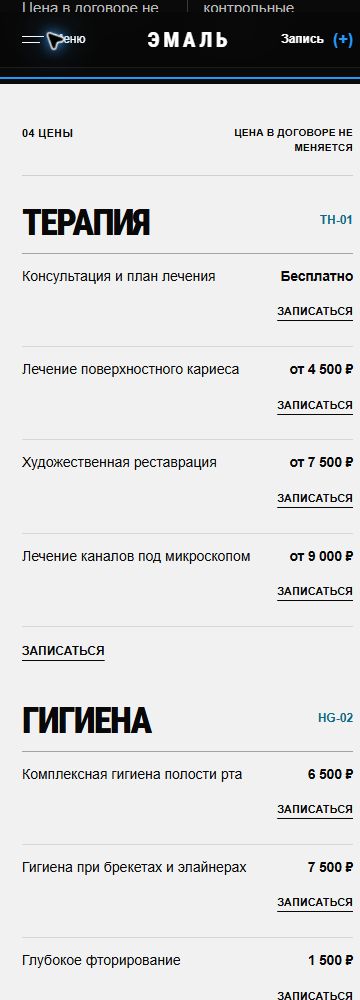 Цена в договоре не
контрольные
Меню
ЭМАЛЬ
Запись (+)
04 ЦЕНЫ
ЦЕНА В ДОГОВОРЕ НЕ
МЕНЯЕТСЯ
ТЕРАПИЯ
TH-01
Консультация и план лечения
Бесплатно
ЗАПИСАТЬСЯ
Лечение поверхностного кариеса
от 4 500 ₽
ЗАПИСАТЬСЯ
Художественная реставрация
от 7 500 ₽
ЗАПИСАТЬСЯ
Лечение каналов под микроскопом
от 9 000 ₽
ЗАПИСАТЬСЯ
ЗАПИСАТЬСЯ
ГИГИЕНА
HG-02
Комплексная гигиена полости рта
6 500 ₽
ЗАПИСАТЬСЯ
Гигиена при брекетах и элайнерах
7 500 ₽
ЗАПИСАТЬСЯ
Глубокое фторирование
1 500 ₽
ЗАПИСАТЬСЯ